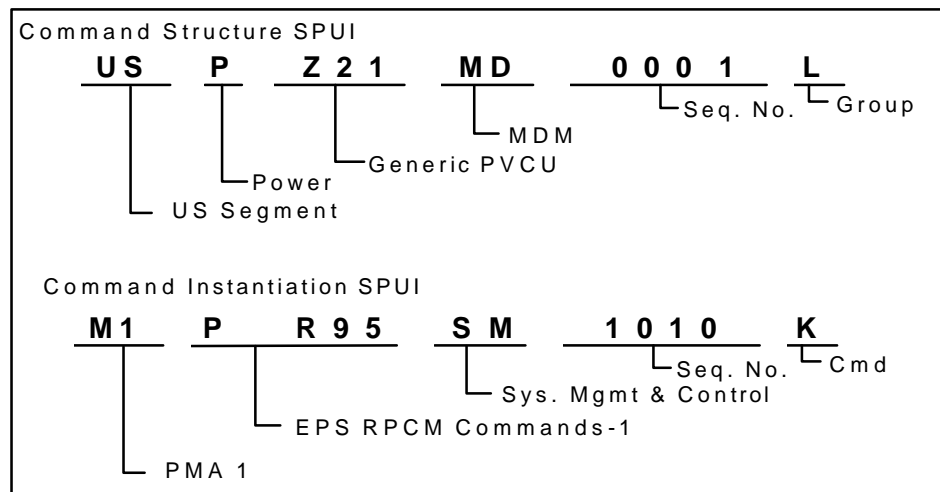 Command Structure SPUI
US P Z21 MD 0001 L
Seq. No. Group
MDM
Generic PVCU
Power
US Segment
Command Instantiation SPUI
M1 P R95 SM 1010 K
Seq. No. Cmd
Sys. Mgmt & Control
EPS RPCM Commands-1
PMA 1